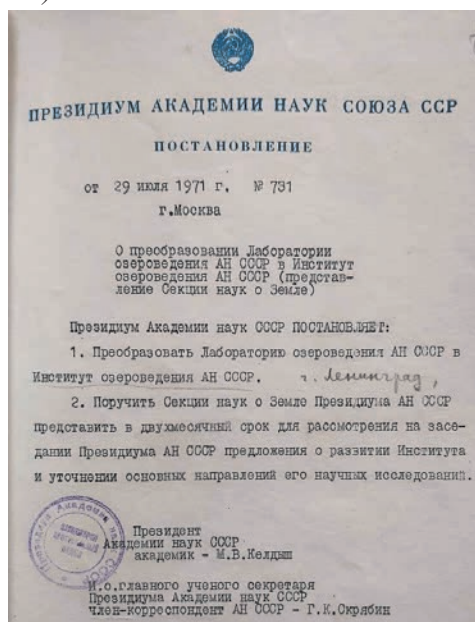 ПРЕЗИДИУМ АКАДЕМИИ НАУК СОЮЗА ССР
ПОСТАНОВЛЕНИЕ
от 29 июля 1971 г. № 731
г.Москва
О преобразовании Лаборатории
озероведения АН СССР в Институт
озероведения АН СССР (представ-
ление Секции наук о Земле)
Президиум Академии наук СССР ПОСТАНОВЛЯЕТ:
1. Преобразовать Лабораторию озероведения АН СССР в
Институт озероведения АН СССР. г. Ленинград,
2. Поручить Секции наук о Земле Президиума АН СССР
представить в двухмесячный срок для рассмотрения на засе-
дании Президиума АН СССР предложения о развитии Института
и уточнении основных направлений его научных исследований.
Президент
Академии наук СССР
академик - М.В.Келдыш
И.о.главного ученого секретаря
Президиума Академии наук СССР
член-корреспондент АН СССР - Г.К.Скрябин